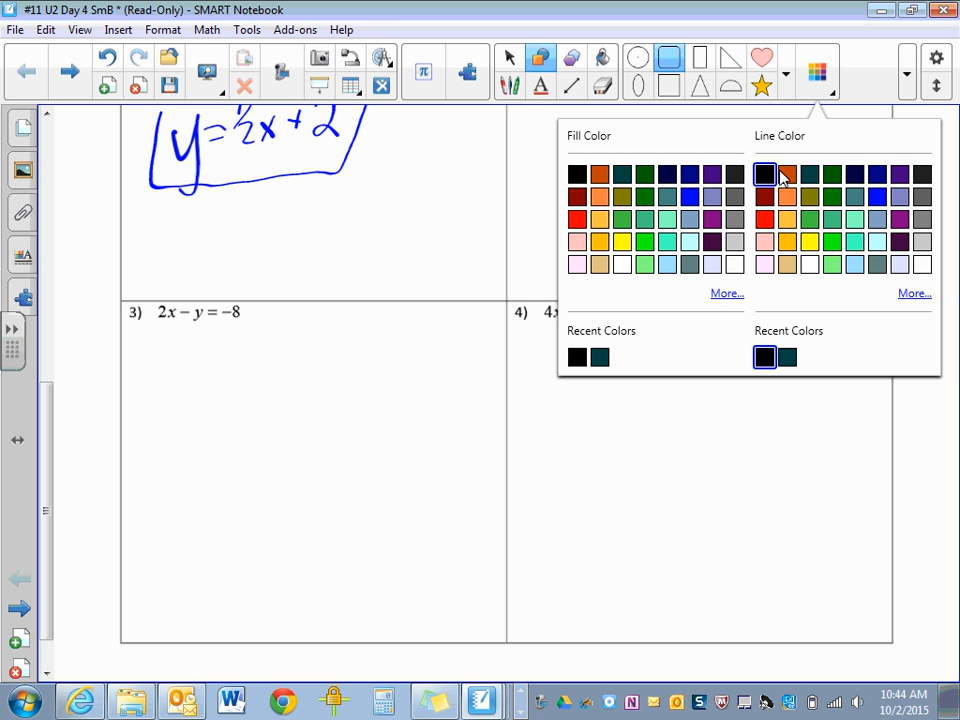 #11 U2 Day 4 SmB * (Read-Only) - SMART Notebook
File Edit View Insert Format Math Tools Add-ons Help
π
A
Fill Color Line Color
y = 1/2x + 2
More... More...
3) 2x − y = −8
4) 4x
Recent Colors Recent Colors
10:44 AM
10/2/2015